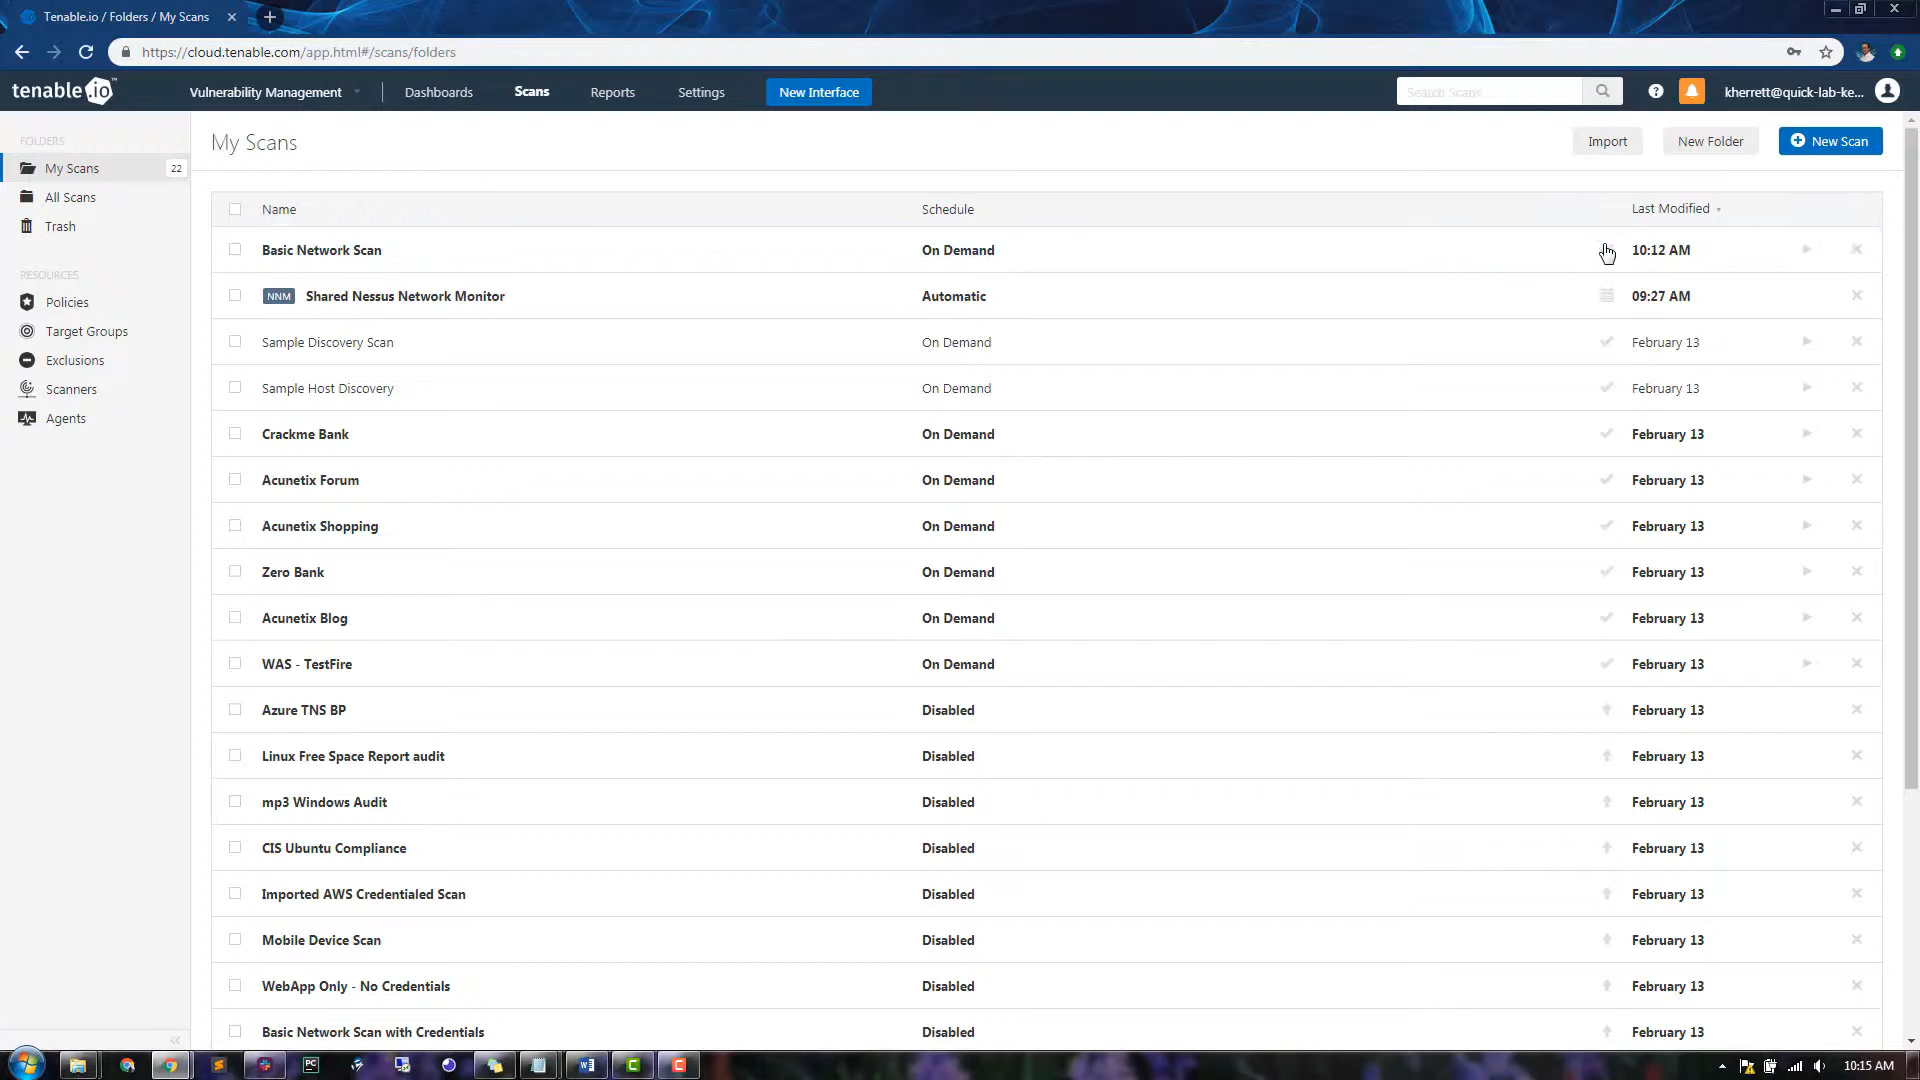 Tenable.io / Folders / My Scans
https://cloud.tenable.com/app.html#/scans/folders
tenable.io™ Vulnerability Management Dashboards Scans Reports Settings New Interface Search Scans kherrett@quick-lab-ke...
FOLDERS
My Scans 22
All Scans
Trash
RESOURCES
Policies
Target Groups
Exclusions
Scanners
Agents
My Scans Import New Folder New Scan
Name Schedule Last Modified
Basic Network Scan On Demand 10:12 AM
NNM Shared Nessus Network Monitor Automatic 09:27 AM
Sample Discovery Scan On Demand February 13
Sample Host Discovery On Demand February 13
Crackme Bank On Demand February 13
Acunetix Forum On Demand February 13
Acunetix Shopping On Demand February 13
Zero Bank On Demand February 13
Acunetix Blog On Demand February 13
WAS - TestFire On Demand February 13
Azure TNS BP Disabled February 13
Linux Free Space Report audit Disabled February 13
mp3 Windows Audit Disabled February 13
CIS Ubuntu Compliance Disabled February 13
Imported AWS Credentialed Scan Disabled February 13
Mobile Device Scan Disabled February 13
WebApp Only - No Credentials Disabled February 13
Basic Network Scan with Credentials Disabled February 13
10:15 AM